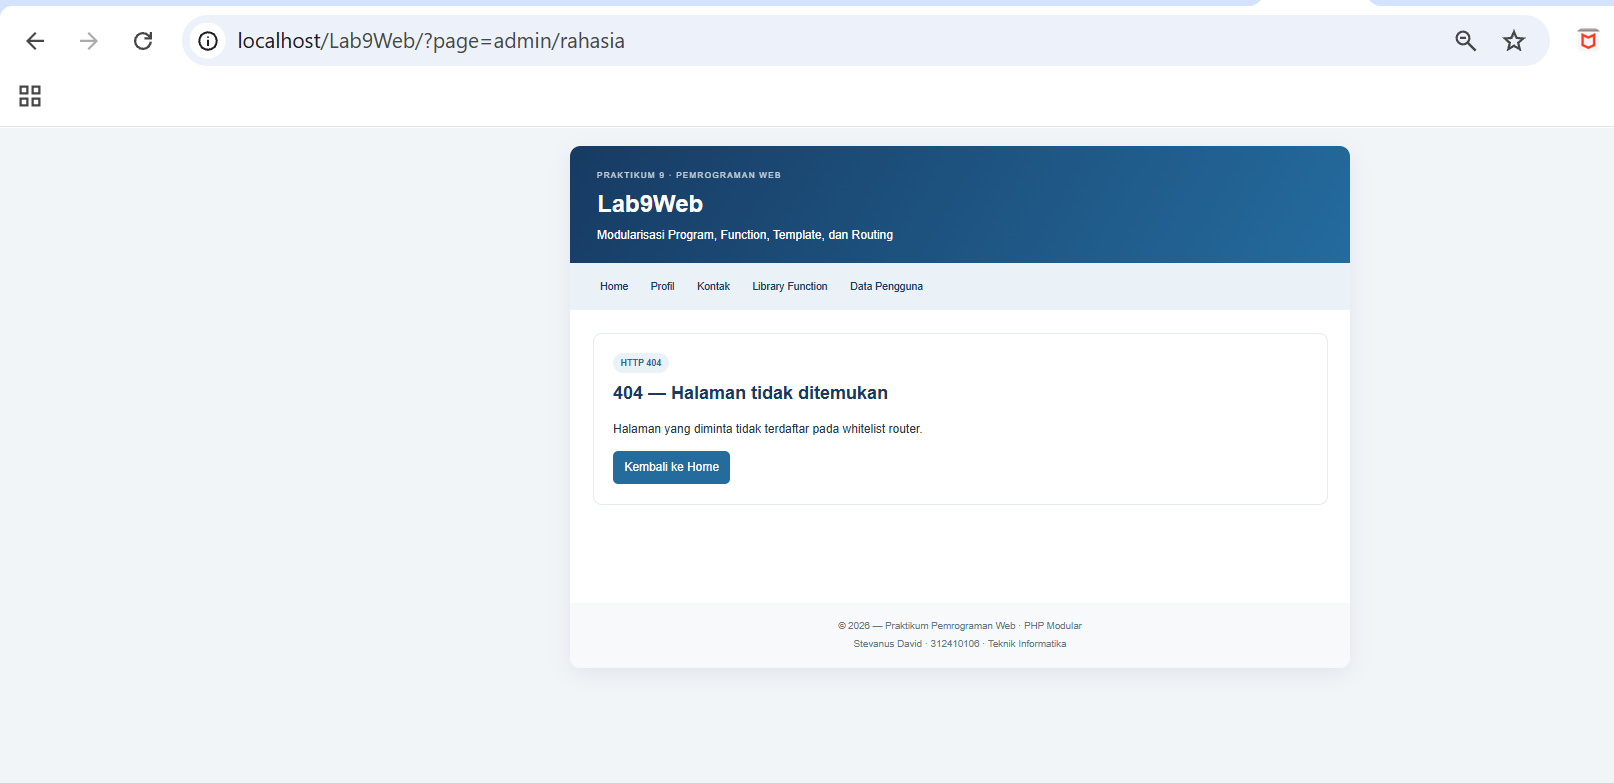 localhost/Lab9Web/?page=admin/rahasia
PRAKTIKUM 9 · PEMROGRAMAN WEB
Lab9Web
Modularisasi Program, Function, Template, dan Routing
Home Profil Kontak Library Function Data Pengguna
HTTP 404
404 — Halaman tidak ditemukan
Halaman yang diminta tidak terdaftar pada whitelist router.
Kembali ke Home
© 2026 — Praktikum Pemrograman Web · PHP Modular
Stevanus David · 312410106 · Teknik Informatika